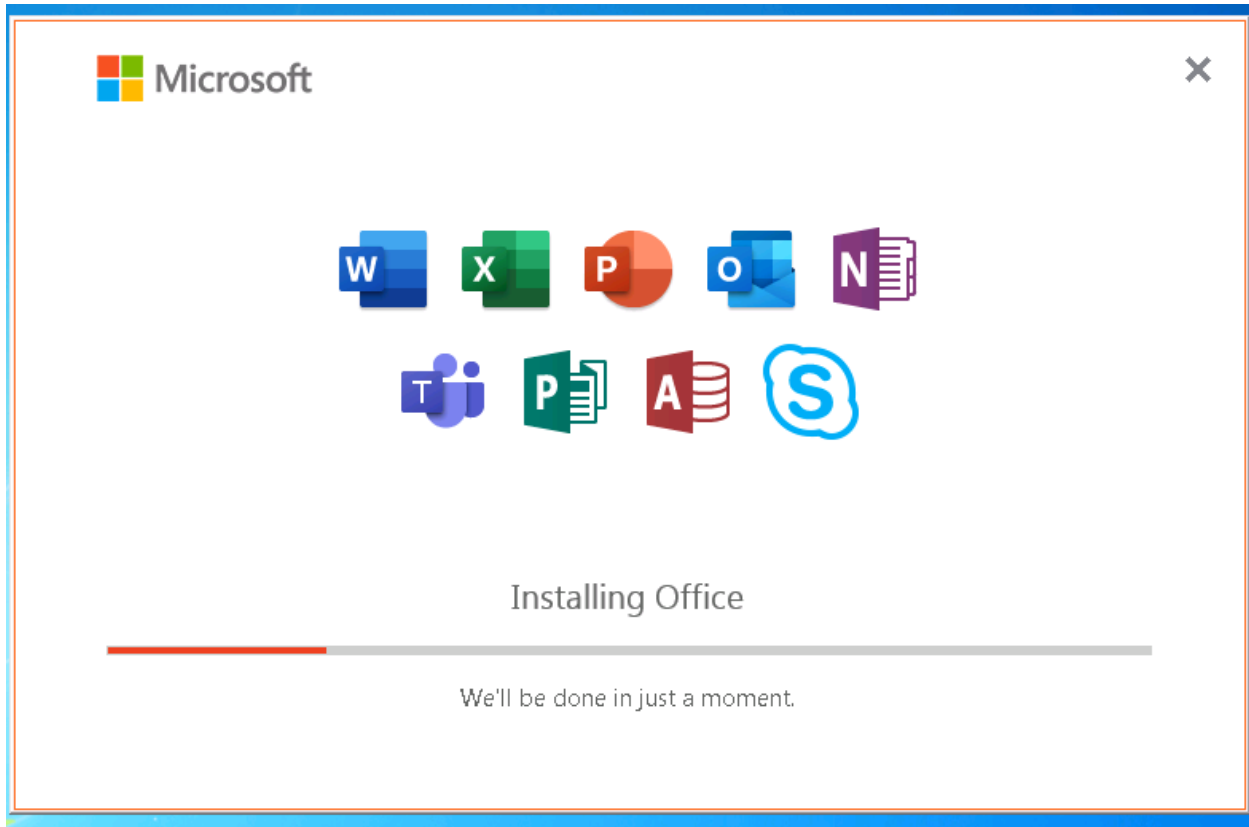 Microsoft
W X P O N
T P A S
Installing Office
We'll be done in just a moment.